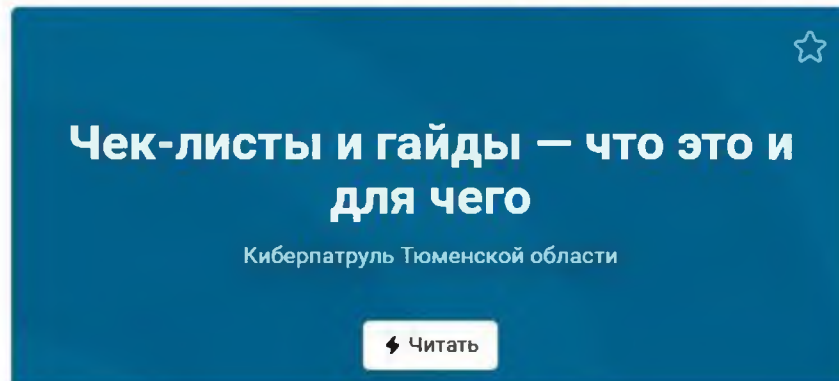 Чек-листы и гайды — что это и
для чего
Киберпатруль Тюменской области
Читать